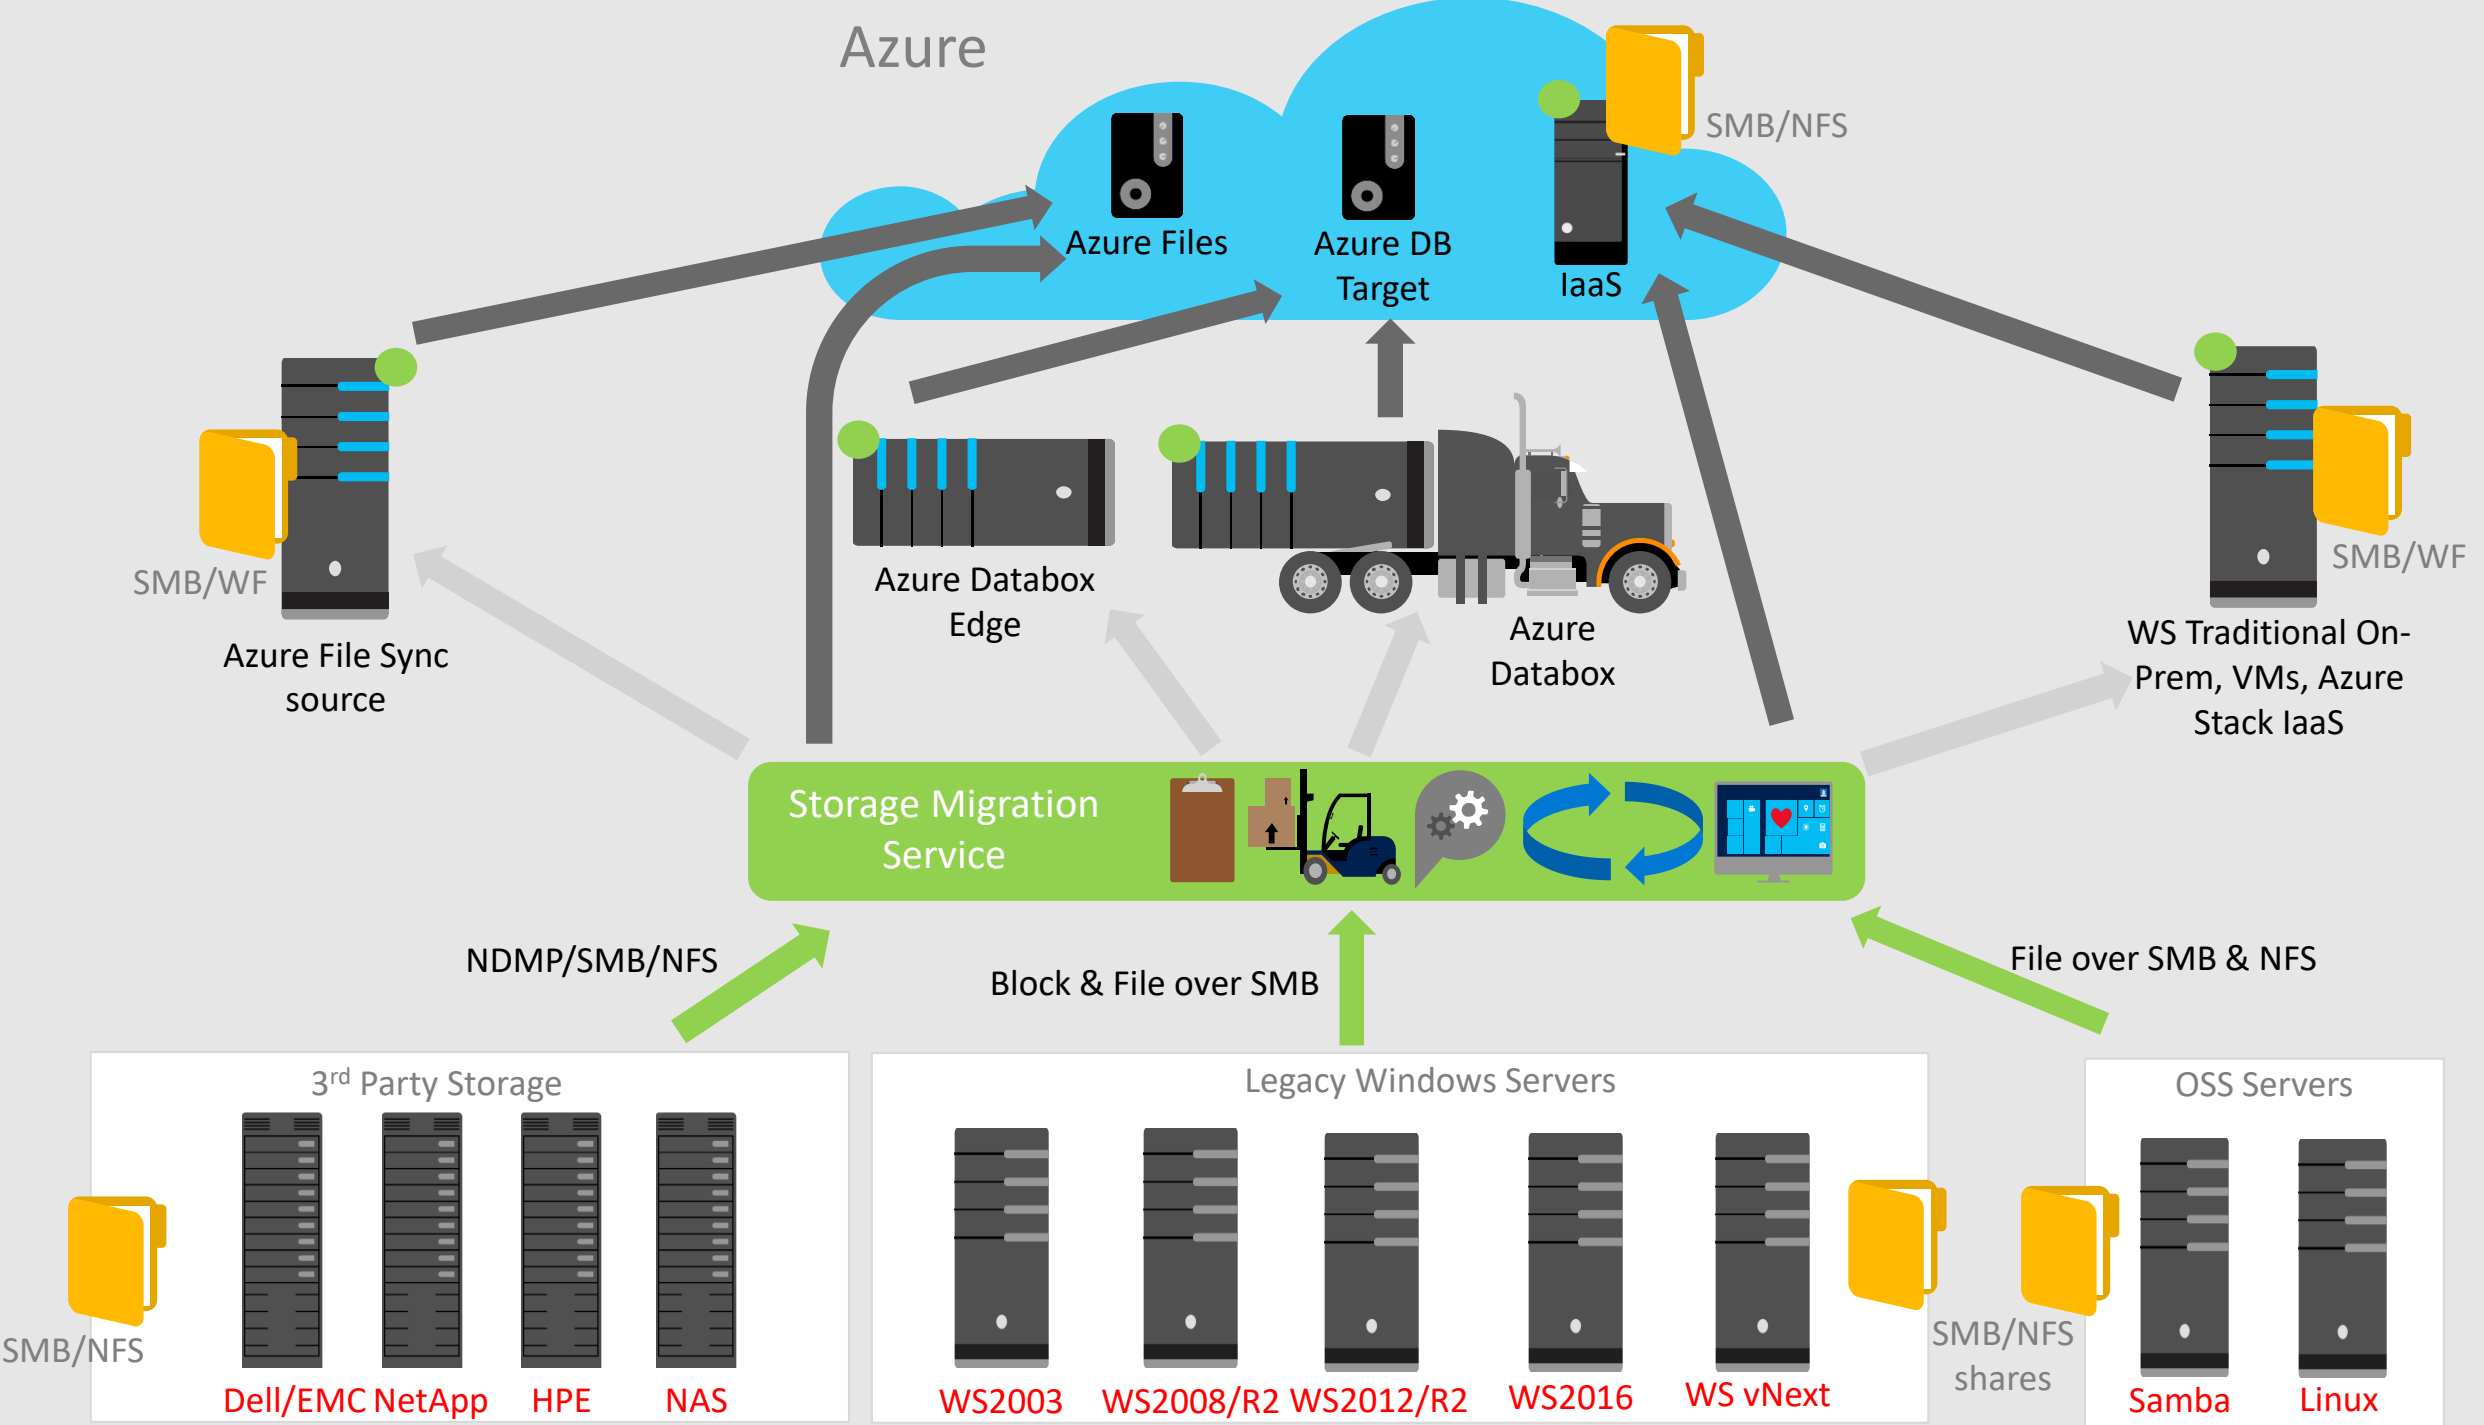 Azure
SMB/NFS
Azure Files
Azure DB
Target
IaaS
SMB/WF
Azure File Sync
source
Azure Databox
Edge
Azure
Databox
SMB/WF
WS Traditional On-
Prem, VMs, Azure
Stack IaaS
Storage Migration
Service
NDMP/SMB/NFS
Block & File over SMB
File over SMB & NFS
3rd Party Storage
SMB/NFS
Dell/EMC
NetApp
HPE
NAS
Legacy Windows Servers
WS2003
WS2008/R2
WS2012/R2
WS2016
WS vNext
SMB/NFS
shares
OSS Servers
Samba
Linux